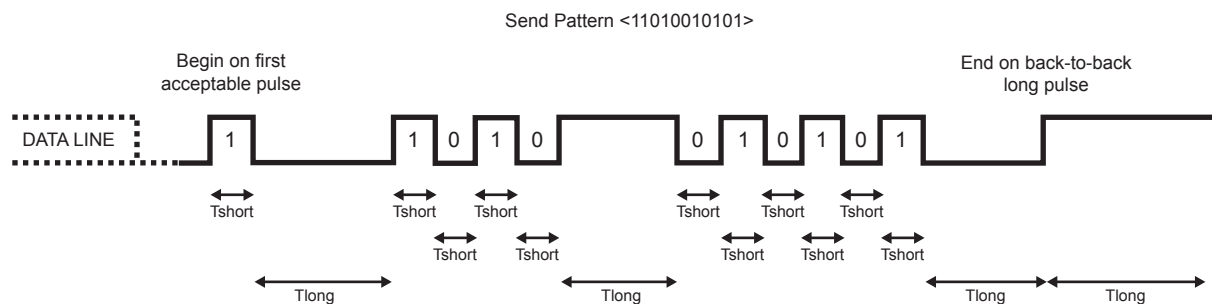 Send Pattern <11010010101>
Begin on first
acceptable pulse
End on back-to-back
long pulse
DATA LINE 1 1 0 1 0 0 1 0 1 0 1
Tshort Tshort Tshort Tshort Tshort Tshort
Tshort Tshort Tshort Tshort Tshort
Tlong Tlong Tlong Tlong